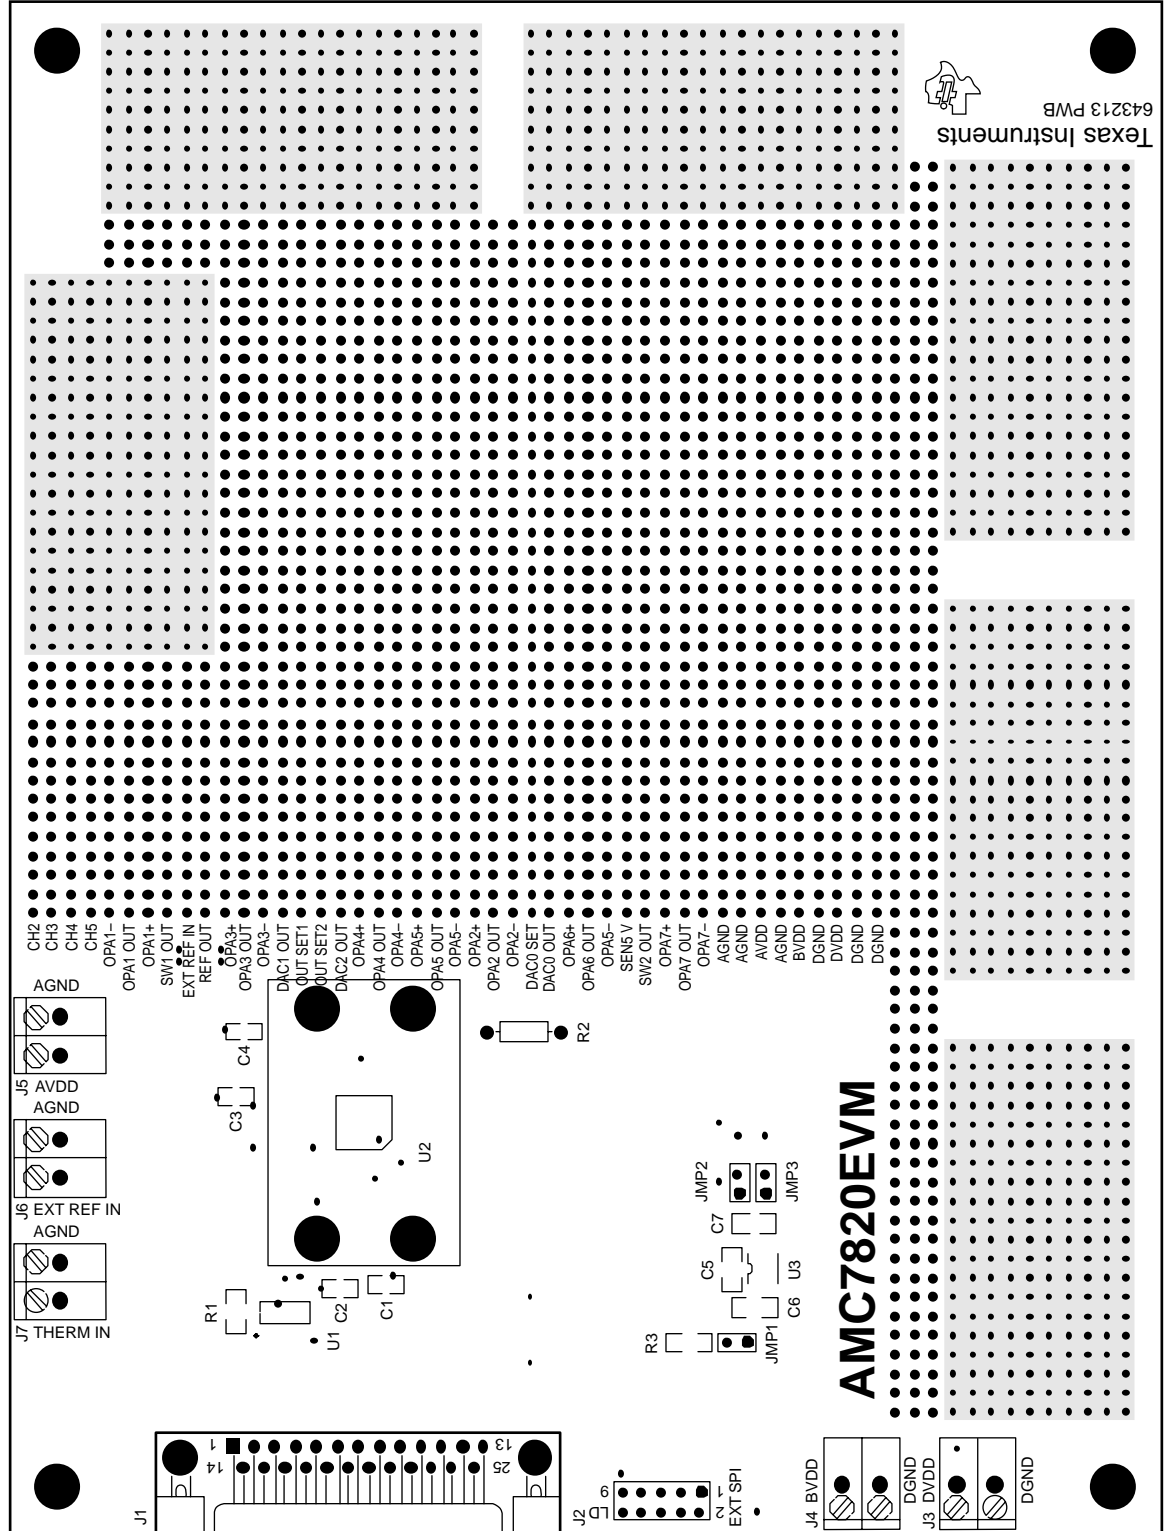 643213 PWB
Texas Instruments
CH2
CH3
CH4
CH5
OPA1–
OPA1 OUT
OPA1+
SW1 OUT
EXT REF IN
REF OUT
OPA3+
OPA3 OUT
OPA3–
DAC1 OUT
OUT SET1
OUT SET2
DAC2 OUT
OPA4+
OPA4 OUT
OPA4–
OPA5+
OPA5 OUT
OPA5–
OPA2+
OPA2 OUT
OPA2–
DAC0 SET
DAC0 OUT
OPA6+
OPA6 OUT
OPA5–
SEN5 V
SW2 OUT
OPA7+
OPA7 OUT
OPA7–
AGND
AGND
AVDD
AGND
BVDD
DGND
DVDD
DGND
DGND
AGND
J5 AVDD
AGND
J6 EXT REF IN
AGND
J7 THERM IN
C4
C3
U2
R2
R1
U1
C2
C1
JMP2
JMP3
C7
C5
U3
C6
R3
JMP1
AMC7820EVM
J1
1
13
14
25
J2
9
1
2
EXT SPI
J4 BVDD
DGND
J3 DVDD
DGND